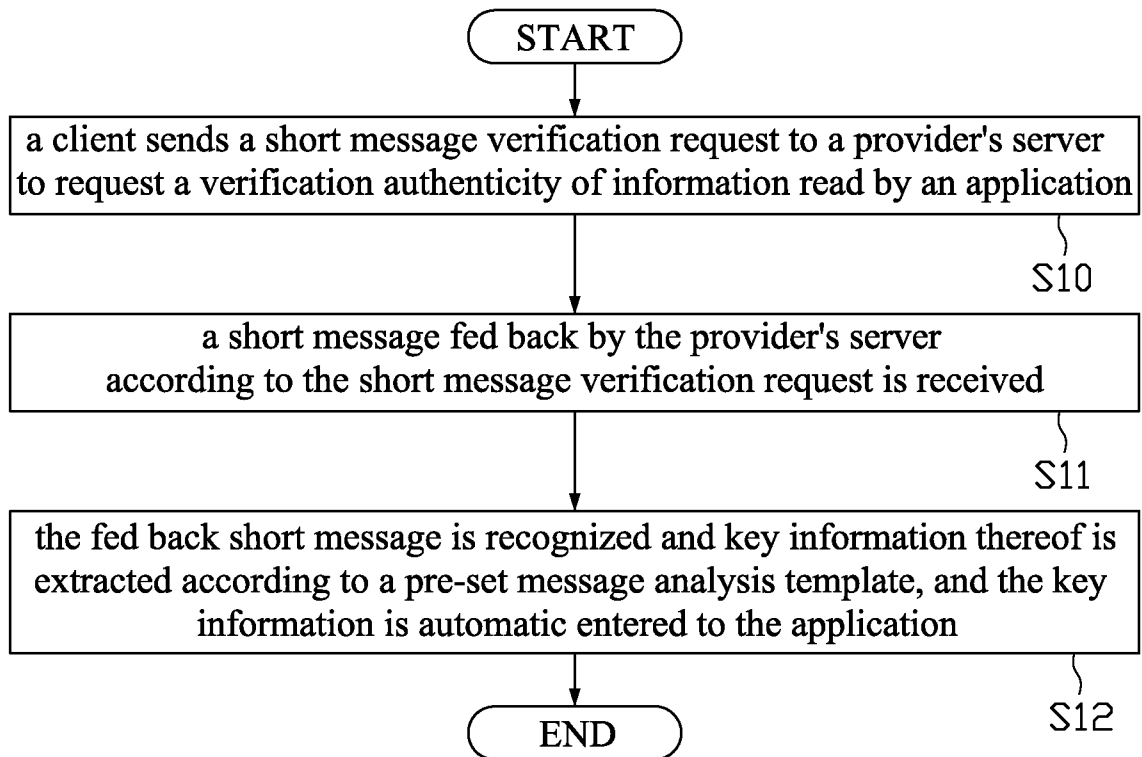 START
a client sends a short message verification request to a provider's server
to request a verification authenticity of information read by an application
S10
a short message fed back by the provider's server
according to the short message verification request is received
S11
the fed back short message is recognized and key information thereof is
extracted according to a pre-set message analysis template, and the key
information is automatic entered to the application
S12
END